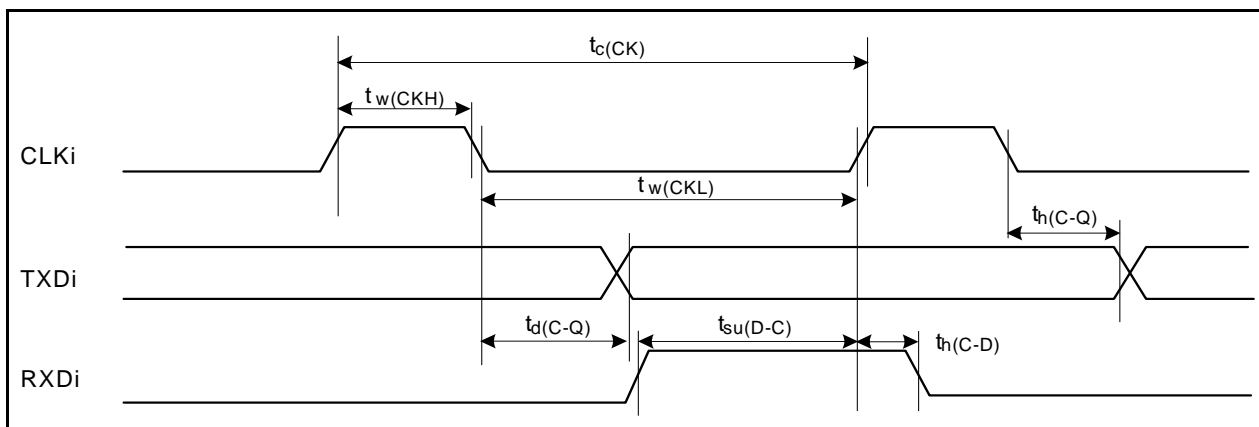 tc(CK)
tw(CKH)
CLKi
tw(CKL)
th(C-Q)
TXDi
td(C-Q)
tsu(D-C)
th(C-D)
RXDi